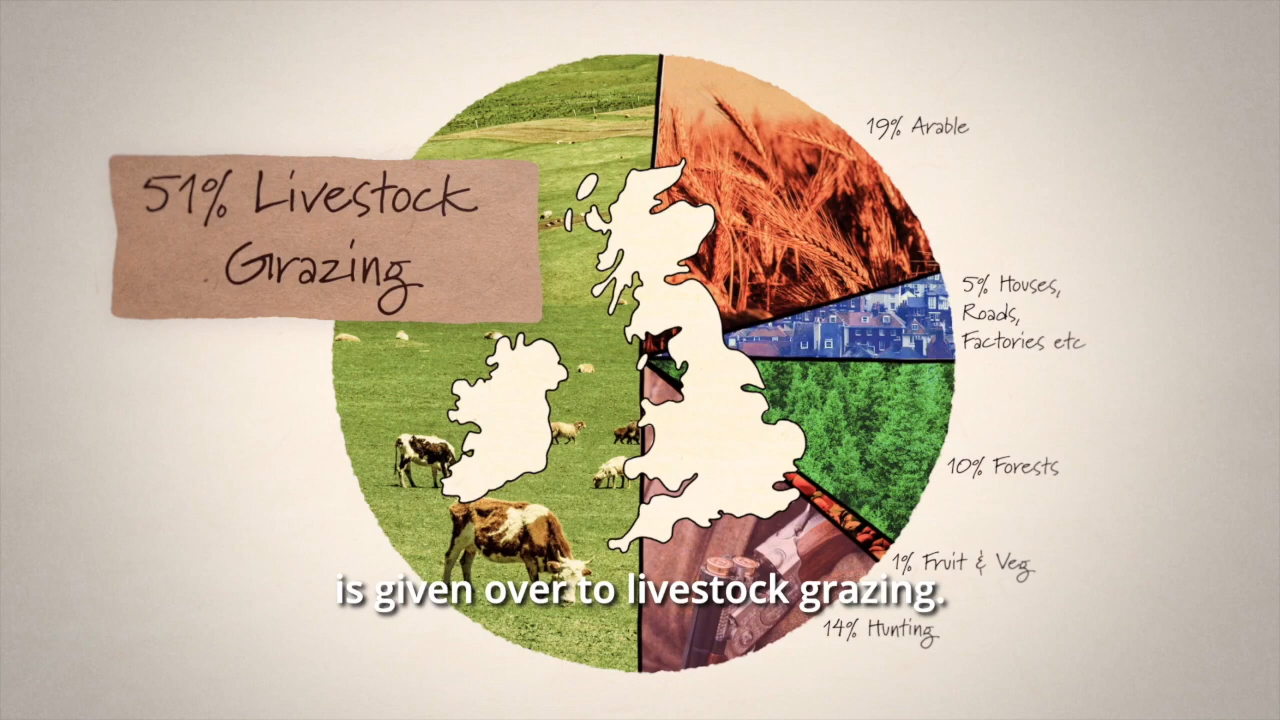 51% Livestock
Grazing
19% Arable
5% Houses,
Roads,
Factories etc
10% Forests
1% Fruit & Veg
14% Hunting
is given over to livestock grazing.